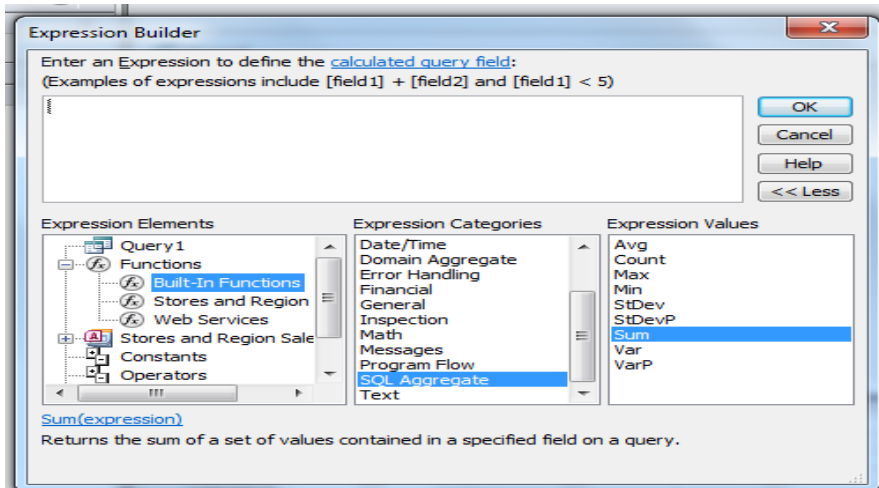 Expression Builder
Enter an Expression to define the calculated query field:
(Examples of expressions include [field1] + [field2] and [field1] < 5)
OK
Cancel
Help
<< Less
Expression Elements
Query1
Functions
Built-In Functions
Stores and Region
Web Services
Stores and Region Sale
Constants
Operators
Expression Categories
Date/Time
Domain Aggregate
Error Handling
Financial
General
Inspection
Math
Messages
Program Flow
SQL Aggregate
Text
Expression Values
Avg
Count
Max
Min
StDev
StDevP
Sum
Var
VarP
Sum(expression)
Returns the sum of a set of values contained in a specified field on a query.